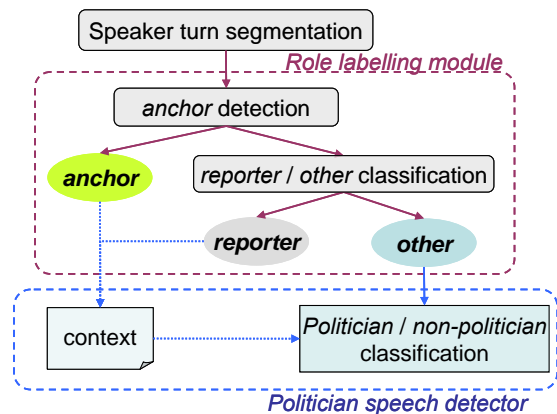 Speaker turn segmentation
Role labelling module
anchor detection
anchor
reporter / other classification
reporter
other
context
Politician / non-politician
classification
Politician speech detector